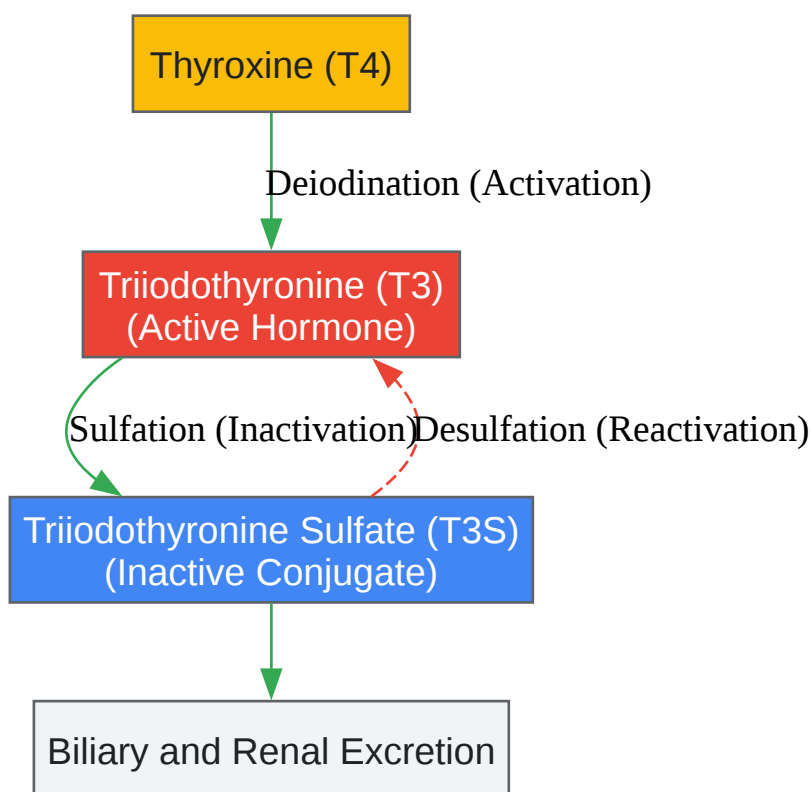 Thyroxine (T4)
Deiodination (Activation)
Triiodothyronine (T3)
(Active Hormone)
Sulfation (Inactivation)
Desulfation (Reactivation)
Triiodothyronine Sulfate (T3S)
(Inactive Conjugate)
Biliary and Renal Excretion